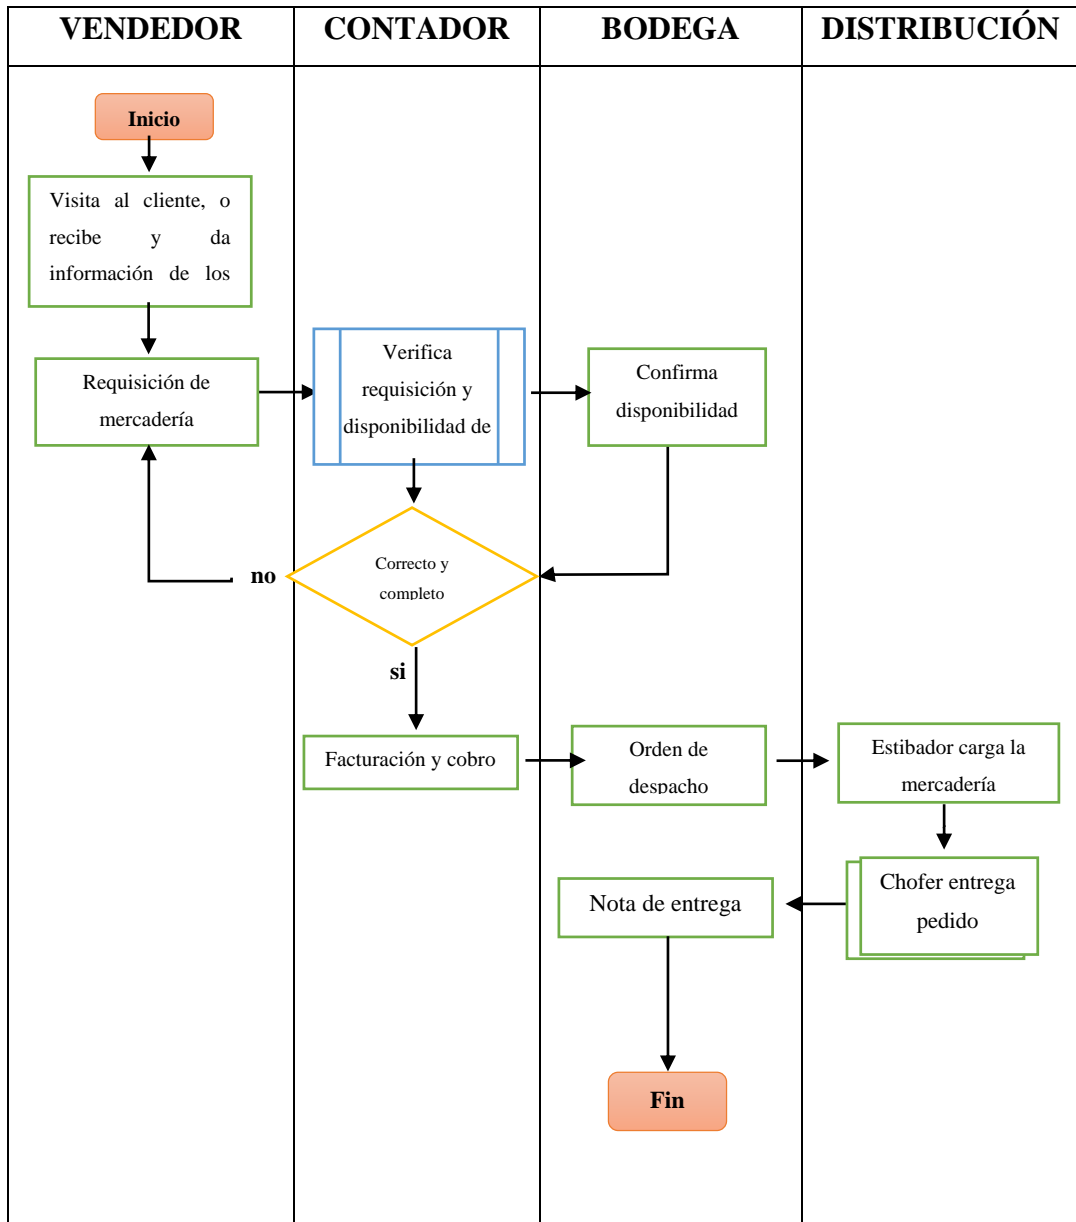 VENDEDOR
CONTADOR
BODEGA
DISTRIBUCIÓN
Inicio
Visita al cliente, o
recibe y da
información de los
Requisición de
mercadería
Verifica
requisición y
disponibilidad de
Confirma
disponibilidad
Correcto y
completo
no
si
Facturación y cobro
Orden de
despacho
Estibador carga la
mercadería
Chofer entrega
pedido
Nota de entrega
Fin